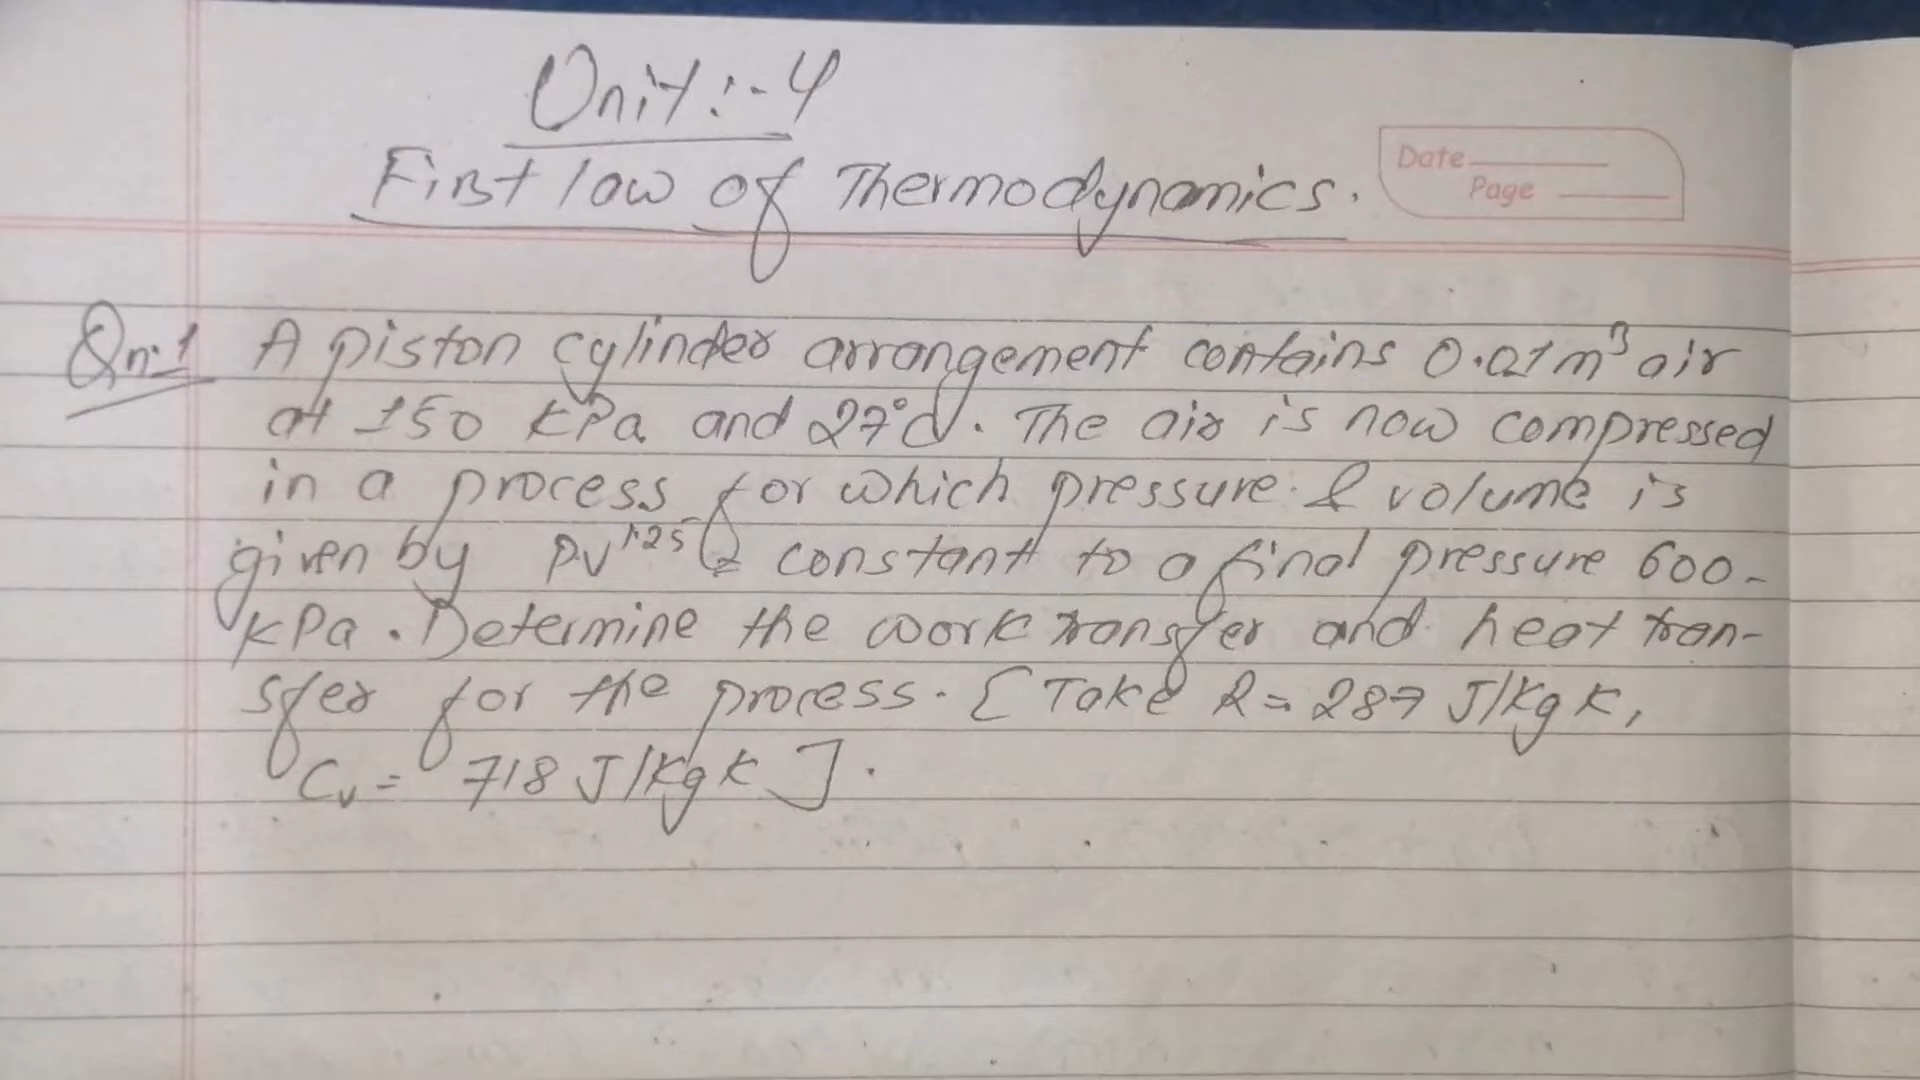 Unit:-4
First law of Thermodynamics.
Date
Page
Qn:1 A piston cylinder arrangement contains 0.01m³ air
at 150 kPa and 27°C. The air is now compressed
in a process for which pressure & volume is
given by PV^1.25 = constant to a final pressure 600-
kPa. Determine the work transfer and heat tran-
sfer for the process. [Take R = 287 J/kgK,
Cv = 718 J/kgK].